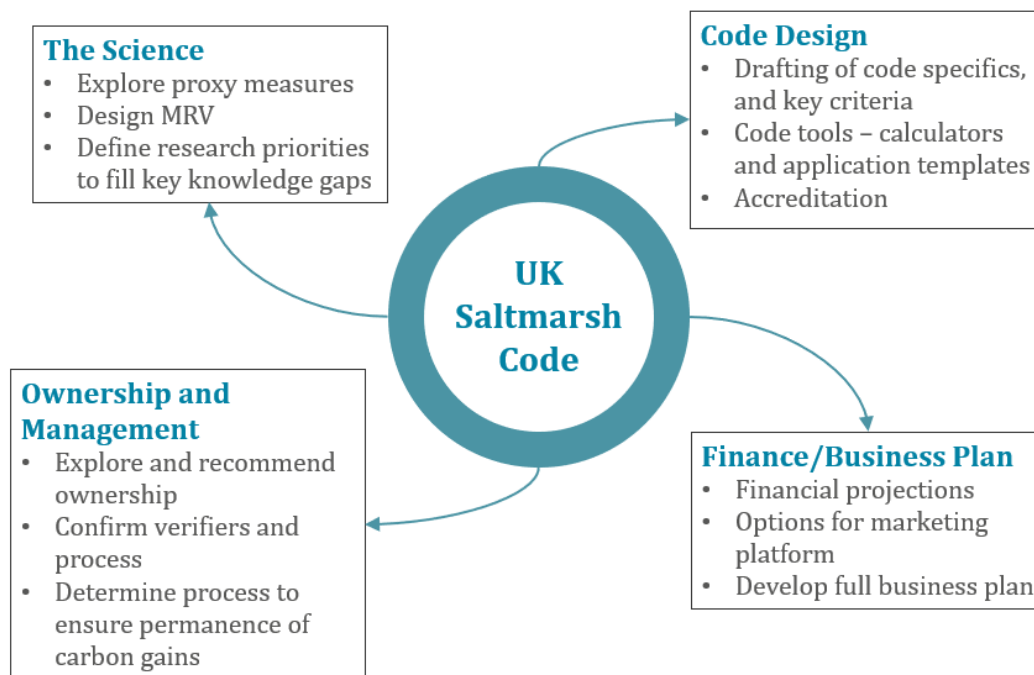 The Science
• Explore proxy measures
• Design MRV
• Define research priorities
to fill key knowledge gaps
Code Design
• Drafting of code specifics,
and key criteria
• Code tools – calculators
and application templates
• Accreditation
UK
Saltmarsh
Code
Ownership and
Management
• Explore and recommend
ownership
• Confirm verifiers and
process
• Determine process to
ensure permanence of
carbon gains
Finance/Business Plan
• Financial projections
• Options for marketing
platform
• Develop full business plan